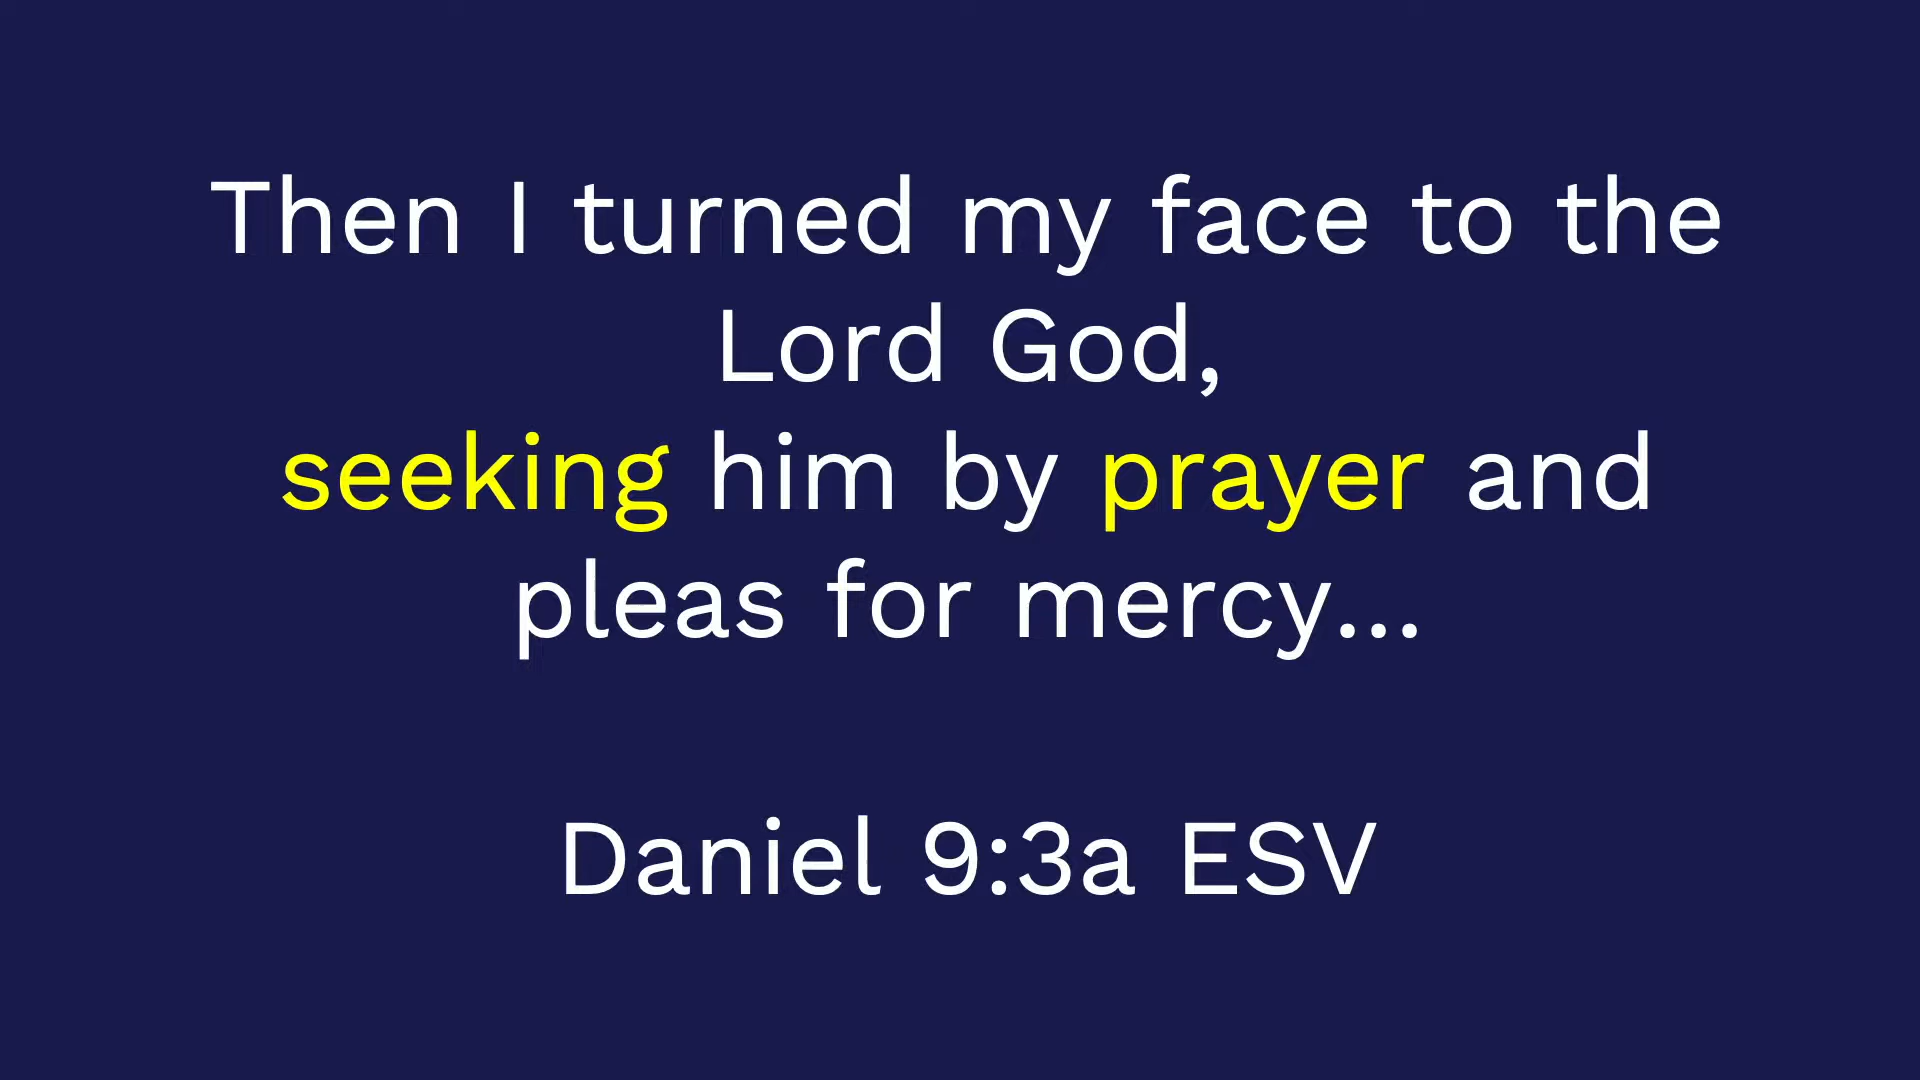 Then I turned my face to the
Lord God,
seeking him by prayer and
pleas for mercy...
Daniel 9:3a ESV